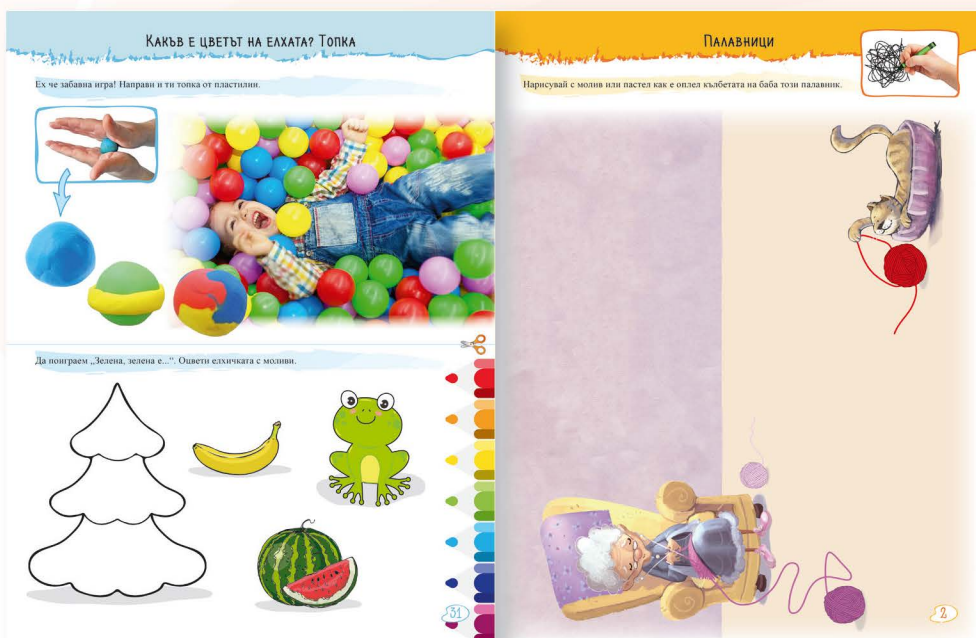 Какъв е цветът на елхата? Топка
Ех че забавна игра! Направи и ти топка от пластилин.
Да поиграем „Зелена, зелена е...“. Оцвети елхичката с моливи.
31
Палавници
Нарисувай с молив или пастел как е оплел кълбетата на баба този палавник.
2